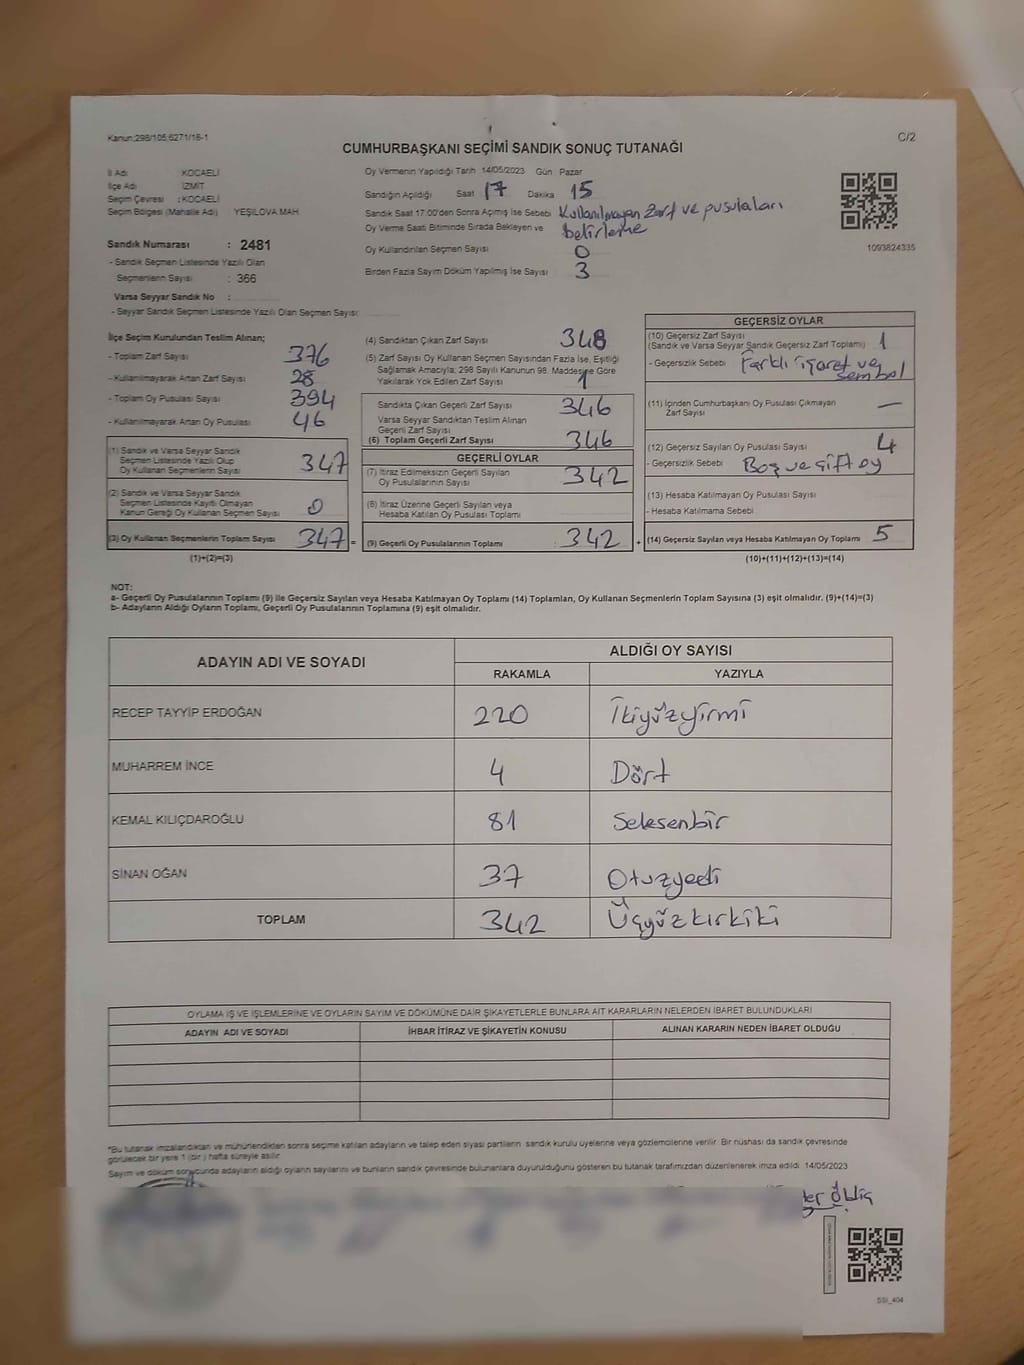 Kanun:298/105,6271/18-1
C/2
CUMHURBAŞKANI SEÇİMİ SANDIK SONUÇ TUTANAĞI
İl Adı KOCAELİ
İlçe Adı İZMİT
Seçim Çevresi : KOCAELİ
Seçim Bölgesi (Mahalle Adı) YEŞİLOVA MAH.
Sandık Numarası : 2481
- Sandık Seçmen Listesinde Yazılı Olan
Seçmenlerin Sayısı : 366
Varsa Seyyar Sandık No :
- Seyyar Sandık Seçmen Listesinde Yazılı Olan Seçmen Sayısı:
Oy Vermenin Yapıldığı Tarih 14/05/2023 Gün Pazar
Sandığın Açıldığı Saat 17 Dakika 15
Sandık Saat 17:00'den Sonra Açılmış İse Sebebi Kullanılmayan zarf ve pusulaları
belirleme
Oy Verme Saati Bitiminde Sırada Bekleyen ve
Oy Kullandırılan Seçmen Sayısı 0
Birden Fazla Sayım Döküm Yapılmış İse Sayısı 3
1093824335
İlçe Seçim Kurulundan Teslim Alınan;
- Toplam Zarf Sayısı 376
- Kullanılmayarak Artan Zarf Sayısı 28
- Toplam Oy Pusulası Sayısı 394
- Kullanılmayarak Artan Oy Pusulası 46
(1) Sandık ve Varsa Seyyar Sandık
Seçmen Listesinde Yazılı Olup
Oy Kullanan Seçmenlerin Sayısı 347
(2) Sandık ve Varsa Seyyar Sandık
Seçmen Listesinde Kayıtlı Olmayan
Kanun Gereği Oy Kullanan Seçmen Sayısı 0
(3) Oy Kullanan Seçmenlerin Toplam Sayısı 347 =
(1)+(2)=(3)
(4) Sandıktan Çıkan Zarf Sayısı 348
(5) Zarf Sayısı Oy Kullanan Seçmen Sayısından Fazla İse, Eşitliği
Sağlamak Amacıyla; 298 Sayılı Kanunun 98. Maddesine Göre
Yakılarak Yok Edilen Zarf Sayısı 1
Sandıkta Çıkan Geçerli Zarf Sayısı 346
Varsa Seyyar Sandıktan Teslim Alınan
Geçerli Zarf Sayısı
(6) Toplam Geçerli Zarf Sayısı 346
GEÇERLİ OYLAR
(7) İtiraz Edilmeksizin Geçerli Sayılan
Oy Pusulalarının Sayısı 342
(8) İtiraz Üzerine Geçerli Sayılan veya
Hesaba Katılan Oy Pusulası Toplamı
(9) Geçerli Oy Pusulalarının Toplamı : 342 +
GEÇERSİZ OYLAR
(10) Geçersiz Zarf Sayısı
(Sandık ve Varsa Seyyar Sandık Geçersiz Zarf Toplamı) 1
- Geçersizlik Sebebi Farklı işaret ve
sembol
(11) İçinden Cumhurbaşkanı Oy Pusulası Çıkmayan
Zarf Sayısı —
(12) Geçersiz Sayılan Oy Pusulası Sayısı 4
- Geçersizlik Sebebi Boş ve çift oy
(13) Hesaba Katılmayan Oy Pusulası Sayısı
- Hesaba Katılmama Sebebi
(14) Geçersiz Sayılan veya Hesaba Katılmayan Oy Toplamı 5
(10)+(11)+(12)+(13)=(14)
NOT:
a- Geçerli Oy Pusulalarının Toplamı (9) ile Geçersiz Sayılan veya Hesaba Katılmayan Oy Toplamı (14) Toplamları, Oy Kullanan Seçmenlerin Toplam Sayısına (3) eşit olmalıdır. (9)+(14)=(3)
b- Adayların Aldığı Oyların Toplamı, Geçerli Oy Pusulalarının Toplamına (9) eşit olmalıdır.
ADAYIN ADI VE SOYADI
ALDIĞI OY SAYISI
RAKAMLA YAZIYLA
RECEP TAYYİP ERDOĞAN 220 İkiyüzyirmi
MUHARREM İNCE 4 Dört
KEMAL KILIÇDAROĞLU 81 Seksenbir
SİNAN OĞAN 37 Otuzyedi
TOPLAM 342 Üçyüzkırkiki
OYLAMA İŞ VE İŞLEMLERİNE VE OYLARIN SAYIM VE DÖKÜMÜNE DAİR ŞİKAYETLERLE BUNLARA AİT KARARLARIN NELERDEN İBARET BULUNDUKLARI
ADAYIN ADI VE SOYADI İHBAR İTİRAZ VE ŞİKAYETİN KONUSU ALINAN KARARIN NEDEN İBARET OLDUĞU
*Bu tutanak imzalandıktan ve mühürlendikten sonra seçime katılan adayların ve talep eden siyasi partilerin sandık kurulu üyelerine veya gözlemcilerine verilir. Bir nüshası da sandık çevresinde
görülecek bir yere 1 (bir ) hafta süreyle asılır.
Sayım ve döküm sonucunda adayların aldığı oyların sayılarını ve bunların sandık çevresinde bulunanlara duyurulduğunu gösteren bu tutanak tarafımızdan düzenlenerek imza edildi. 14/05/2023
SSI_404